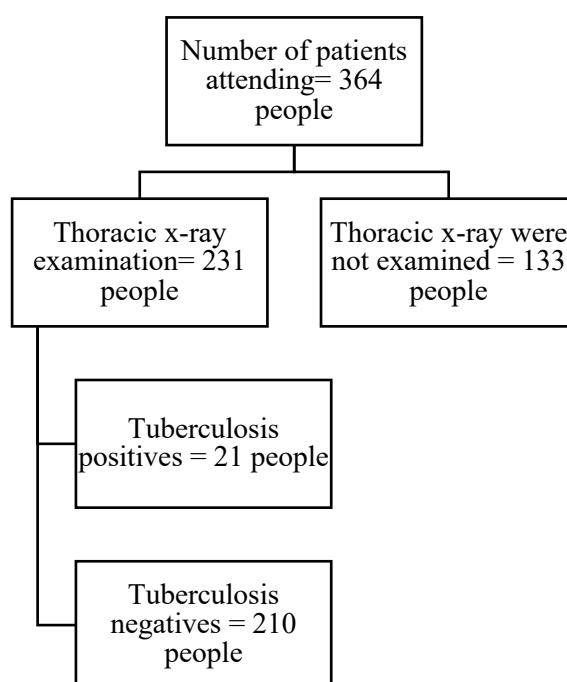 Number of patients
attending= 364
people
Thoracic x-ray
examination= 231
people
Thoracic x-ray were
not examined = 133
people
Tuberculosis
positives = 21 people
Tuberculosis
negatives = 210
people